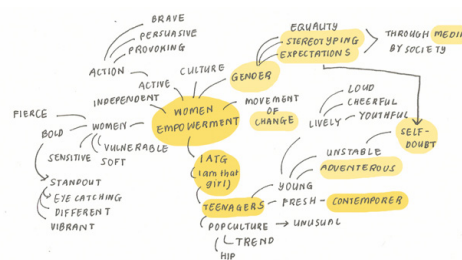 BRAVE
PERSUASIVE
PROVOKING
ACTION
ACTIVE
INDEPENDENT
CULTURE
GENDER
EQUALITY
STEREOTYPING
EXPECTATIONS
THROUGH MEDI
BY SOCIETY
WOMEN
EMPOWERMENT
MOVEMENT
OF
CHANGE
FIERCE
BOLD
WOMEN
SENSITIVE
VULNERABLE
SOFT
STANDOUT
EYE CATCHING
DIFFERENT
VIBRANT
LOUD
CHEERFUL
YOUTHFUL
LIVELY
SELF-
DOUBT
UNSTABLE
ADVENTEROUS
I ATG
(I am that
girl)
YOUNG
TEENAGERS
FRESH
CONTEMPORER
POPCULTURE
UNUSUAL
TREND
HIP